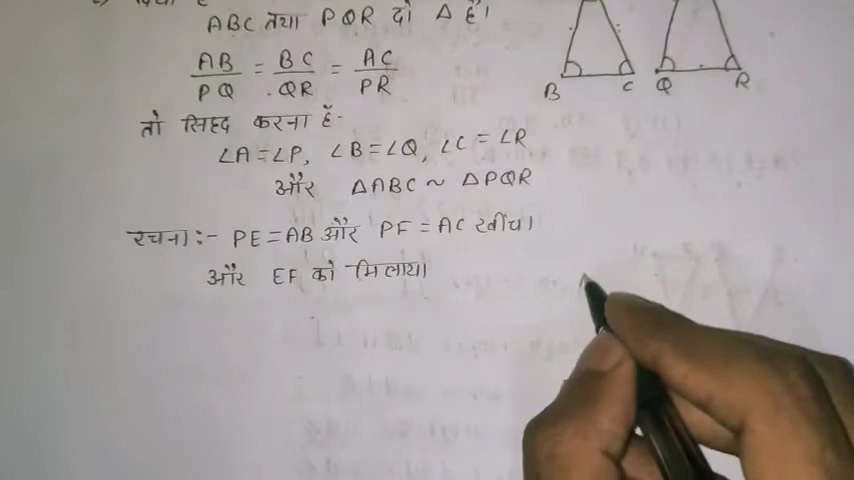 ABC तथा PQR दो Δ हैं।
AB/PQ = BC/QR = AC/PR
B C Q R
तो सिद्ध करना है-
∠A=∠P, ∠B=∠Q, ∠C=∠R
और ΔABC ~ ΔPQR
रचना:- PE=AB और PF=AC खींचा।
और EF को मिलाया।